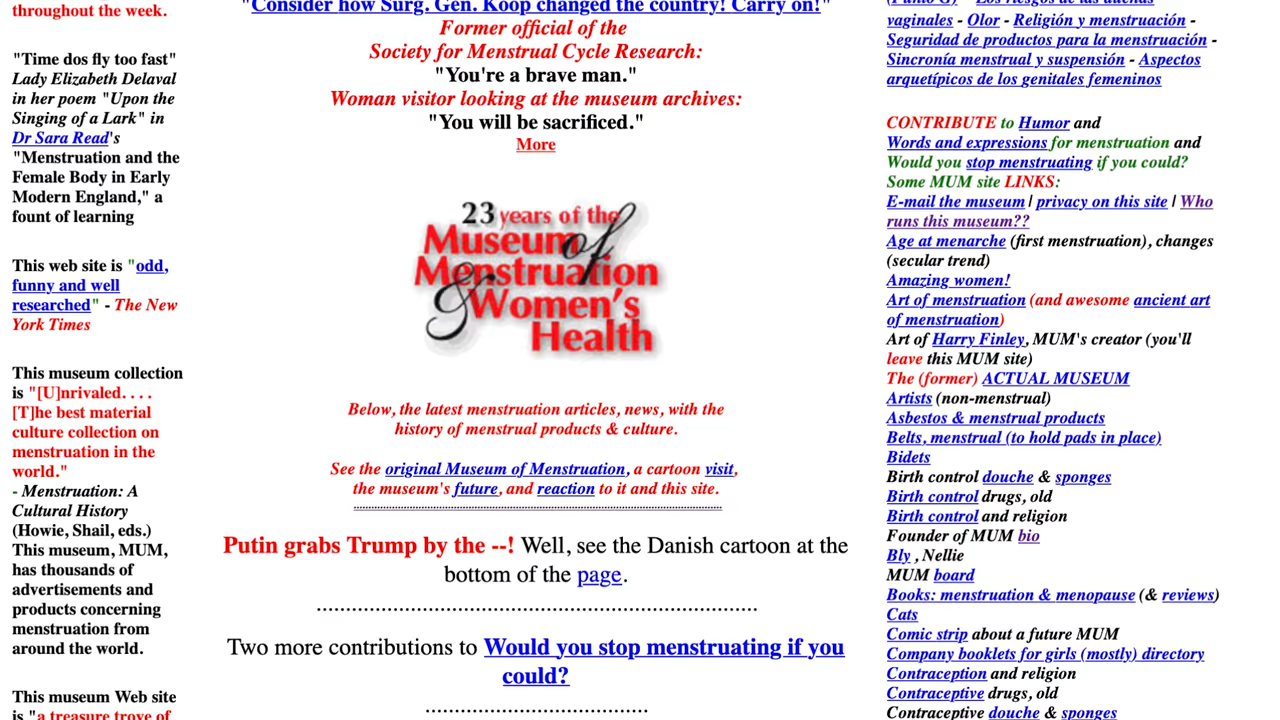 throughout the week.
"Time dos fly too fast"
Lady Elizabeth Delaval
in her poem "Upon the
Singing of a Lark" in
Dr Sara Read's
"Menstruation and the
Female Body in Early
Modern England," a
fount of learning
This web site is "odd,
funny and well
researched" - The New
York Times
This museum collection
is "[U]nrivaled. . . .
[T]he best material
culture collection on
menstruation in the
world."
- Menstruation: A
Cultural History
(Howie, Shail, eds.)
This museum, MUM,
has thousands of
advertisements and
products concerning
menstruation from
around the world.
This museum Web site
is "a treasure trove of
"Consider how Surg. Gen. Koop changed the country! Carry on!"
Former official of the
Society for Menstrual Cycle Research:
"You're a brave man."
Woman visitor looking at the museum archives:
"You will be sacrificed."
More
23 years of the
Museum of
Menstruation
& Women's
Health
Below, the latest menstruation articles, news, with the
history of menstrual products & culture.
See the original Museum of Menstruation, a cartoon visit,
the museum's future, and reaction to it and this site.
Putin grabs Trump by the --! Well, see the Danish cartoon at the
bottom of the page.
Two more contributions to Would you stop menstruating if you
could?
(Punto G) - Los riesgos de las duchas
vaginales - Olor - Religión y menstruación -
Seguridad de productos para la menstruación -
Sincronía menstrual y suspensión - Aspectos
arquetípicos de los genitales femeninos
CONTRIBUTE to Humor and
Words and expressions for menstruation and
Would you stop menstruating if you could?
Some MUM site LINKS:
E-mail the museum | privacy on this site | Who
runs this museum??
Age at menarche (first menstruation), changes
(secular trend)
Amazing women!
Art of menstruation (and awesome ancient art
of menstruation)
Art of Harry Finley, MUM's creator (you'll
leave this MUM site)
The (former) ACTUAL MUSEUM
Artists (non-menstrual)
Asbestos & menstrual products
Belts, menstrual (to hold pads in place)
Bidets
Birth control douche & sponges
Birth control drugs, old
Birth control and religion
Founder of MUM bio
Bly , Nellie
MUM board
Books: menstruation & menopause (& reviews)
Cats
Comic strip about a future MUM
Company booklets for girls (mostly) directory
Contraception and religion
Contraceptive drugs, old
Contraceptive douche & sponges